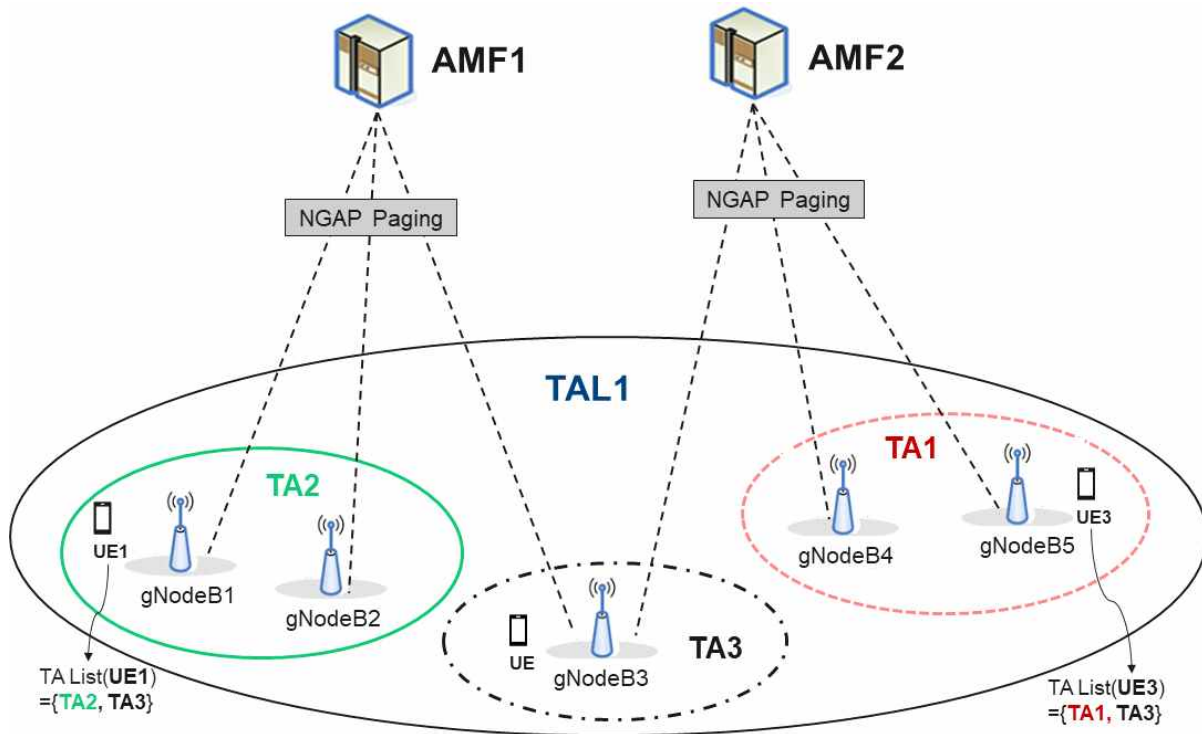 AMF1
AMF2
NGAP Paging
NGAP Paging
TAL1
TA2
TA1
UE1
gNodeB1
gNodeB2
gNodeB4
gNodeB5
UE3
UE
gNodeB3
TA3
TA List(UE1)
={TA2, TA3}
TA List(UE3)
={TA1, TA3}